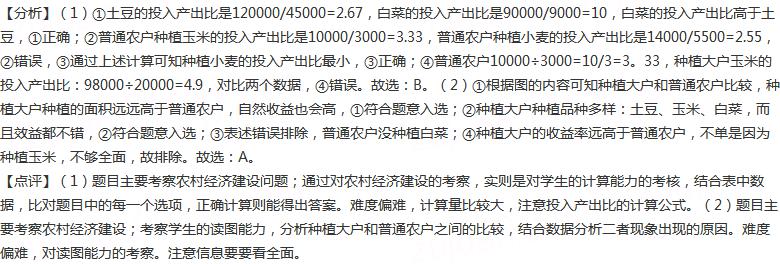 【分析】（1）①土豆的投入产出比是120000/45000=2.67，白菜的投入产出比是90000/9000=10，白菜的投入产出比高于土
豆，①正确；②普通农户种植玉米的投入产出比是10000/3000=3.33，普通农户种植小麦的投入产出比是14000/5500=2.55，
②错误，③通过上述计算可知种植小麦的投入产出比最小，③正确；④普通农户10000÷3000=10/3=3。33，种植大户玉米的
投入产出比：98000÷20000=4.9，对比两个数据，④错误。故选：B。（2）①根据图的内容可知种植大户和普通农户比较，种
植大户种植的面积远远高于普通农户，自然收益也会高，①符合题意入选；②种植大户种植品种多样：土豆、玉米、白菜，而
且效益都不错，②符合题意入选；③表述错误排除，普通农户没种植白菜；④种植大户的收益率远高于普通农户，不单是因为
种植玉米，不够全面，故排除。故选：A。
【点评】（1）题目主要考察农村经济建设问题；通过对农村经济建设的考察，实则是对学生的计算能力的考核，结合表中数
据，比对题目中的每一个选项，正确计算则能得出答案。难度偏难，计算量比较大，注意投入产出比的计算公式。（2）题目主
要考察农村经济建设；考察学生的读图能力，分析种植大户和普通农户之间的比较，结合数据分析二者现象出现的原因。难度
偏难，对读图能力的考察。注意信息要要看全面。